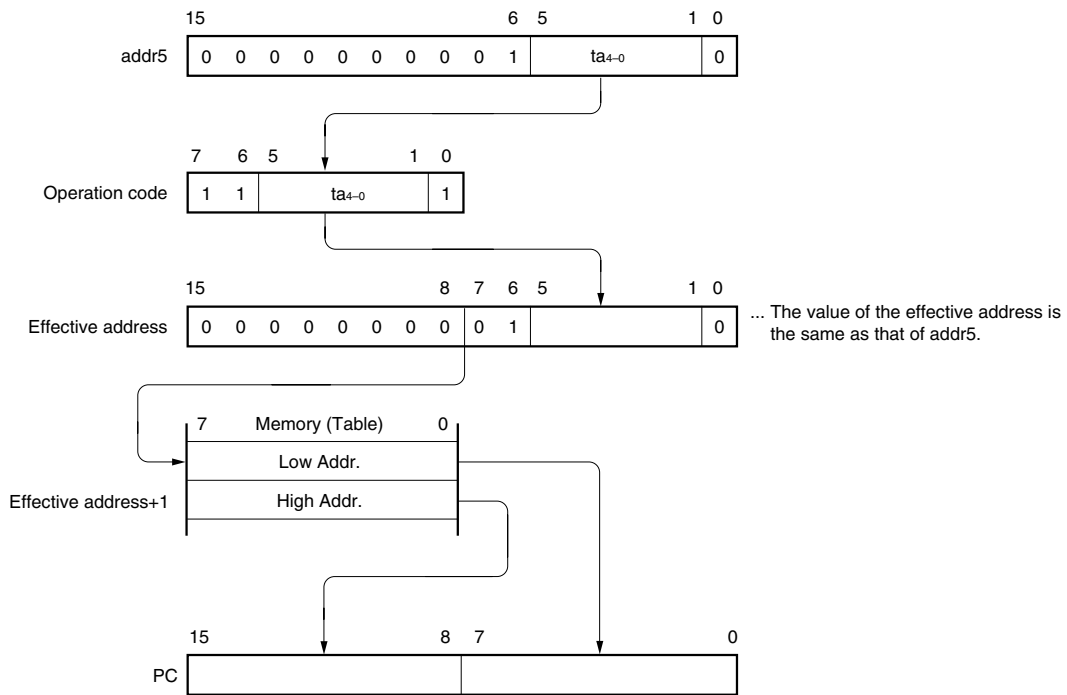 15 6 5 1 0
addr5 0 0 0 0 0 0 0 0 0 1 ta4–0 0
7 6 5 1 0
Operation code 1 1 ta4–0 1
15 8 7 6 5 1 0
Effective address 0 0 0 0 0 0 0 0 0 1 0 ... The value of the effective address is
the same as that of addr5.
7 Memory (Table) 0
Low Addr.
Effective address+1 High Addr.
15 8 7 0
PC